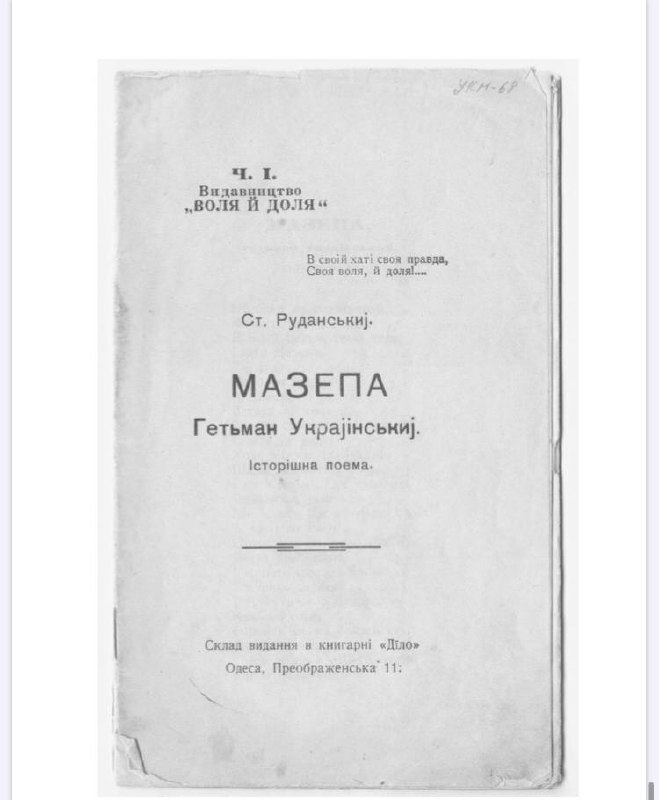 УКМ-68
Ч. І.
Видавництво
„ВОЛЯ Й ДОЛЯ“
В своїй хаті своя правда,
Своя воля, й доля!....
Ст. Руданськиј.
МАЗЕПА
Гетьман Украјінськиј.
Історішна поема.
Склад видання в книгарні «Діло»
Одеса, Преображенська 11: